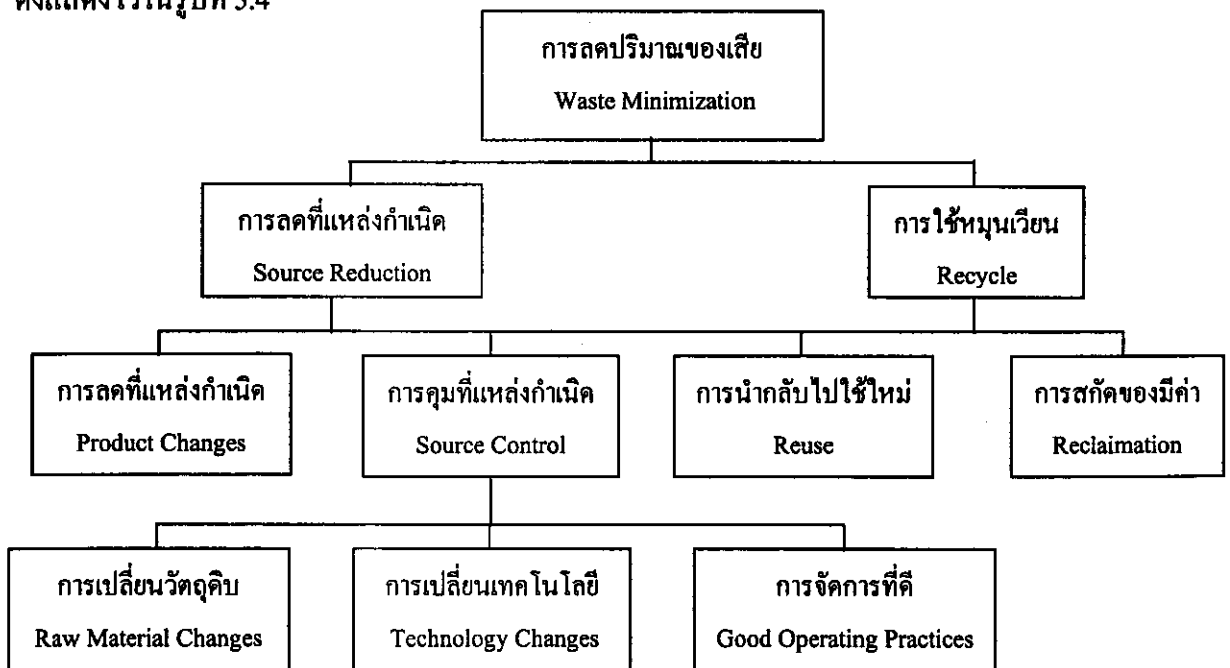 ดังแสดงไว้ในรูปที่ 3.4
การลดปริมาณของเสีย
Waste Minimization
การลดที่แหล่งกำเนิด
Source Reduction
การใช้หมุนเวียน
Recycle
การลดที่แหล่งกำเนิด
Product Changes
การคุมที่แหล่งกำเนิด
Source Control
การนำกลับไปใช้ใหม่
Reuse
การสกัดของมีค่า
Reclaimation
การเปลี่ยนวัตถุดิบ
Raw Material Changes
การเปลี่ยนเทคโนโลยี
Technology Changes
การจัดการที่ดี
Good Operating Practices